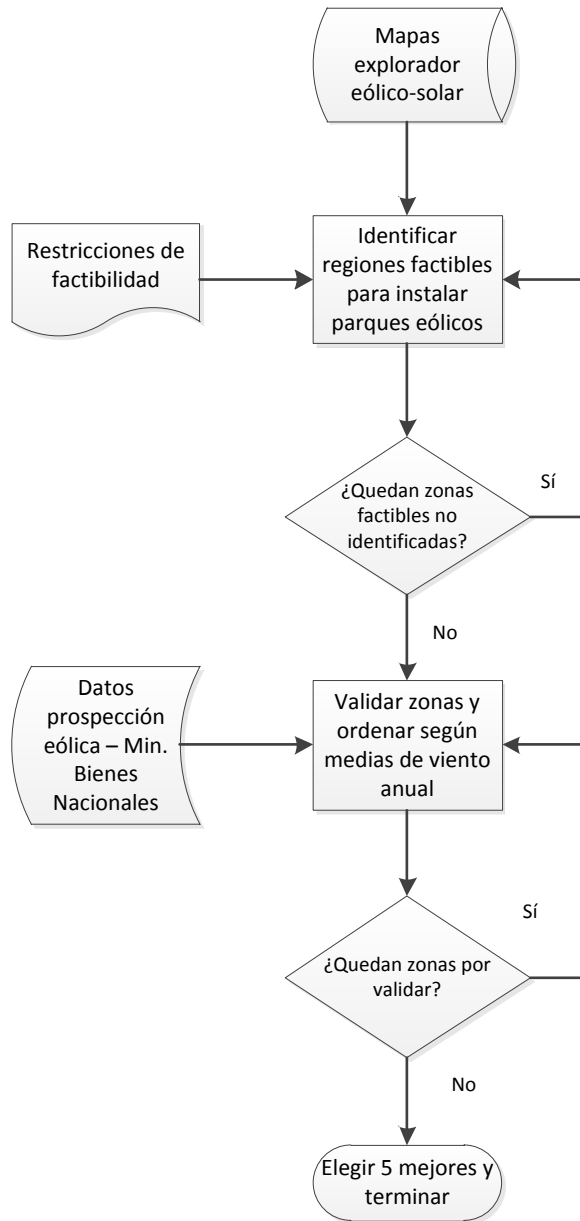 Mapas
explorador
eólico-solar
Restricciones de
factibilidad
Identificar
regiones factibles
para instalar
parques eólicos
¿Quedan zonas
factibles no
identificadas?
Sí
No
Datos
prospección
eólica – Min.
Bienes
Nacionales
Validar zonas y
ordenar según
medias de viento
anual
Sí
¿Quedan zonas por
validar?
No
Elegir 5 mejores y
terminar